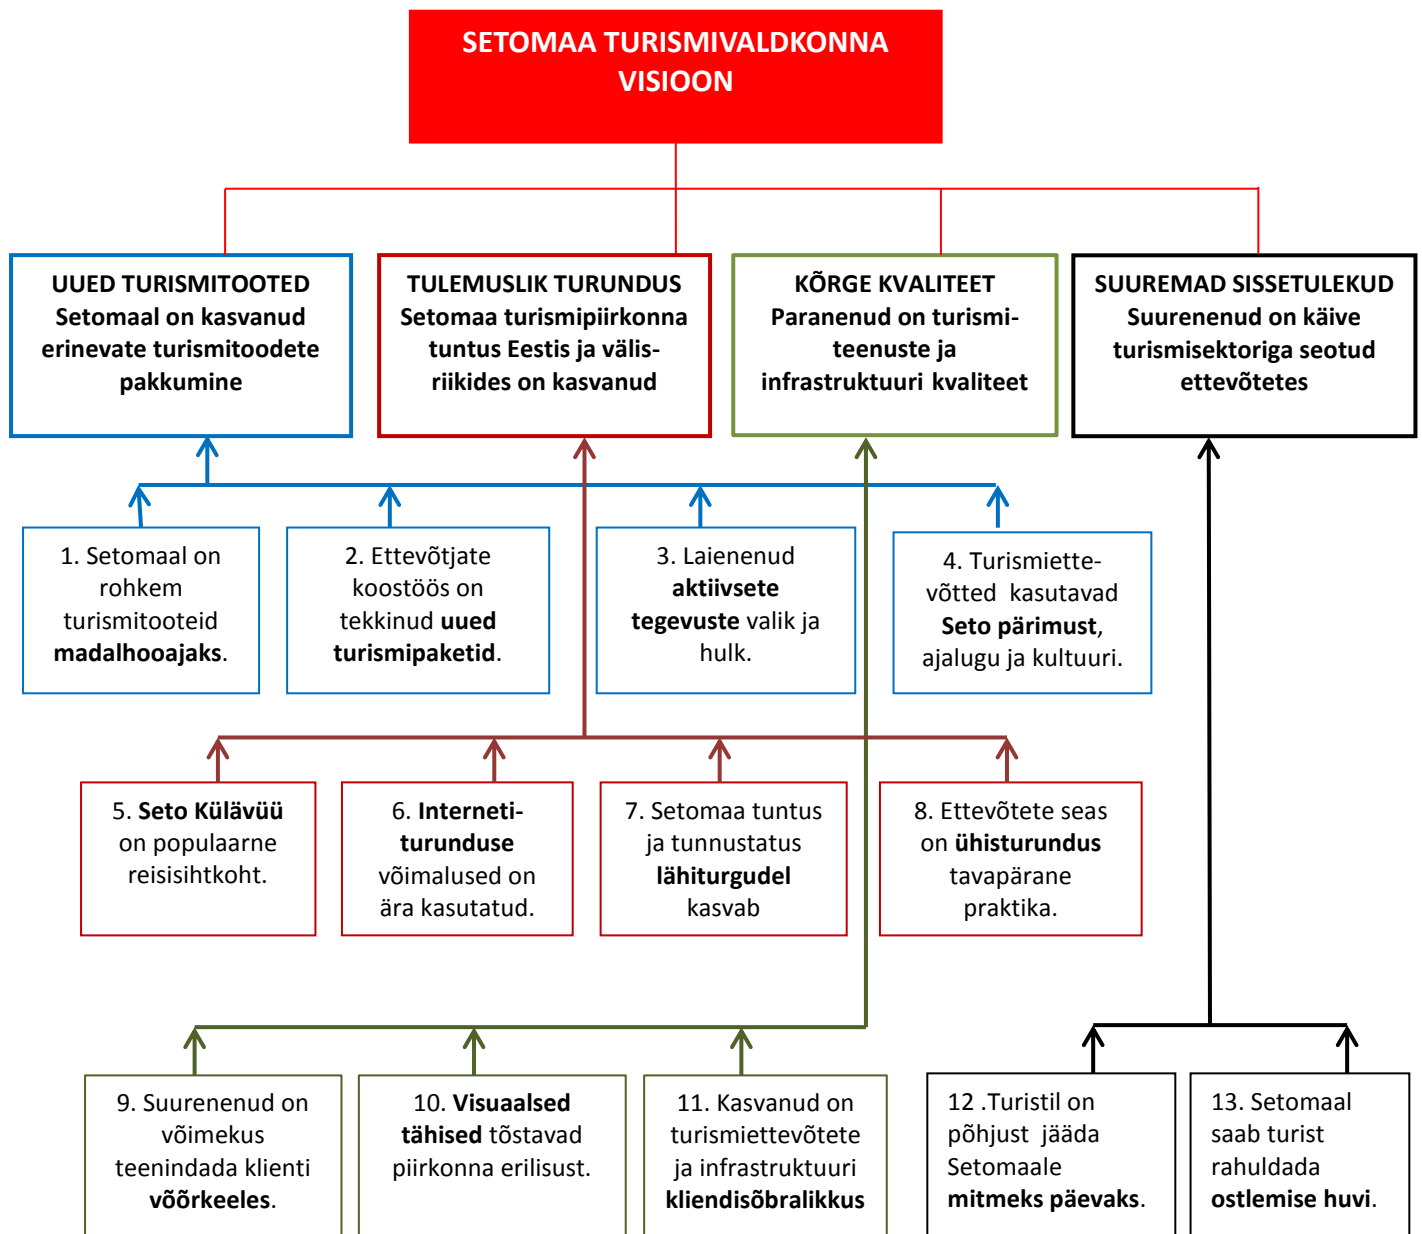 SETOMAA TURISMIVALDKONNA
VISIOON
UUED TURISMITOOTED
Setomaal on kasvanud
erinevate turismitoodete
pakkumine
TULEMUSLIK TURUNDUS
Setomaa turismipiirkonna
tuntus Eestis ja välis-
riikides on kasvanud
KÕRGE KVALITEET
Paranenud on turismi-
teenuste ja
infrastruktuuri kvaliteet
SUUREMAD SISSETULEKUD
Suurenenud on käive
turismisektoriga seotud
ettevõtetes
1. Setomaal on
rohkem
turismitooteid
madalhooajaks.
2. Ettevõtjate
koostöös on
tekkinud uued
turismipaketid.
3. Laienenud
aktiivsete
tegevuste valik ja
hulk.
4. Turismiette-
võtted kasutavad
Seto pärimust,
ajalugu ja kultuuri.
5. Seto Külävüü
on populaarne
reisisihtkoht.
6. Interneti-
turunduse
võimalused on
ära kasutatud.
7. Setomaa tuntus
ja tunnustatus
lähiturgudel
kasvab
8. Ettevõtete seas
on ühisturundus
tavapärane
praktika.
9. Suurenenud on
võimekus
teenindada klienti
võõrkeeles.
10. Visuaalsed
tähised tõstavad
piirkonna erilisust.
11. Kasvanud on
turismiettevõtete
ja infrastruktuuri
kliendisõbralikkus
12 .Turistil on
põhjust jääda
Setomaale
mitmeks päevaks.
13. Setomaal
saab turist
rahuldada
ostlemise huvi.